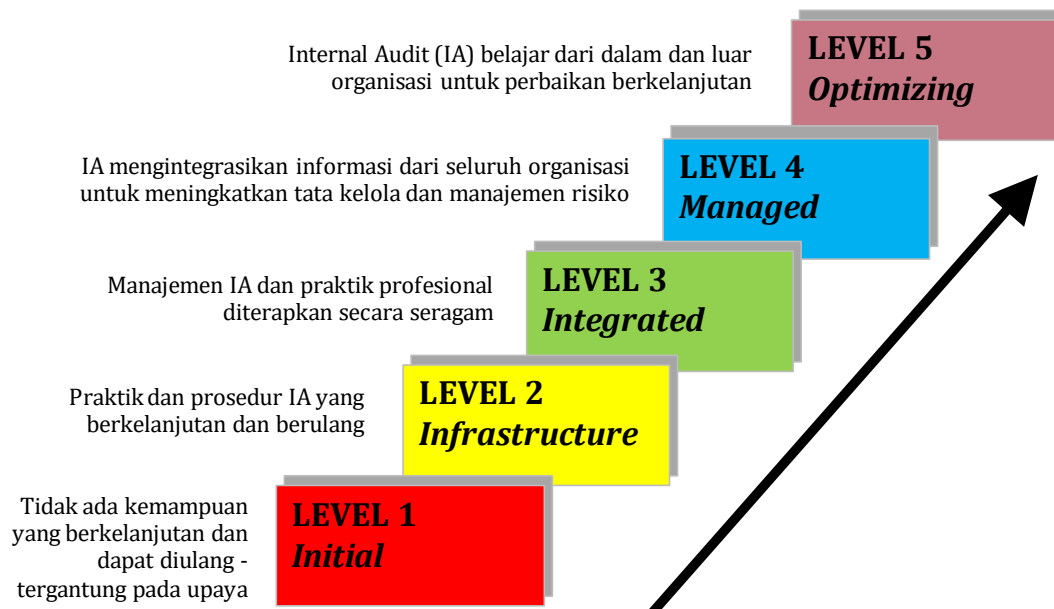 Internal Audit (IA) belajar dari dalam dan luar
organisasi untuk perbaikan berkelanjutan
LEVEL 5
Optimizing
IA mengintegrasikan informasi dari seluruh organisasi
untuk meningkatkan tata kelola dan manajemen risiko
LEVEL 4
Managed
Manajemen IA dan praktik profesional
diterapkan secara seragam
LEVEL 3
Integrated
Praktik dan prosedur IA yang
berkelanjutan dan berulang
LEVEL 2
Infrastructure
Tidak ada kemampuan
yang berkelanjutan dan
dapat diulang -
tergantung pada upaya
LEVEL 1
Initial